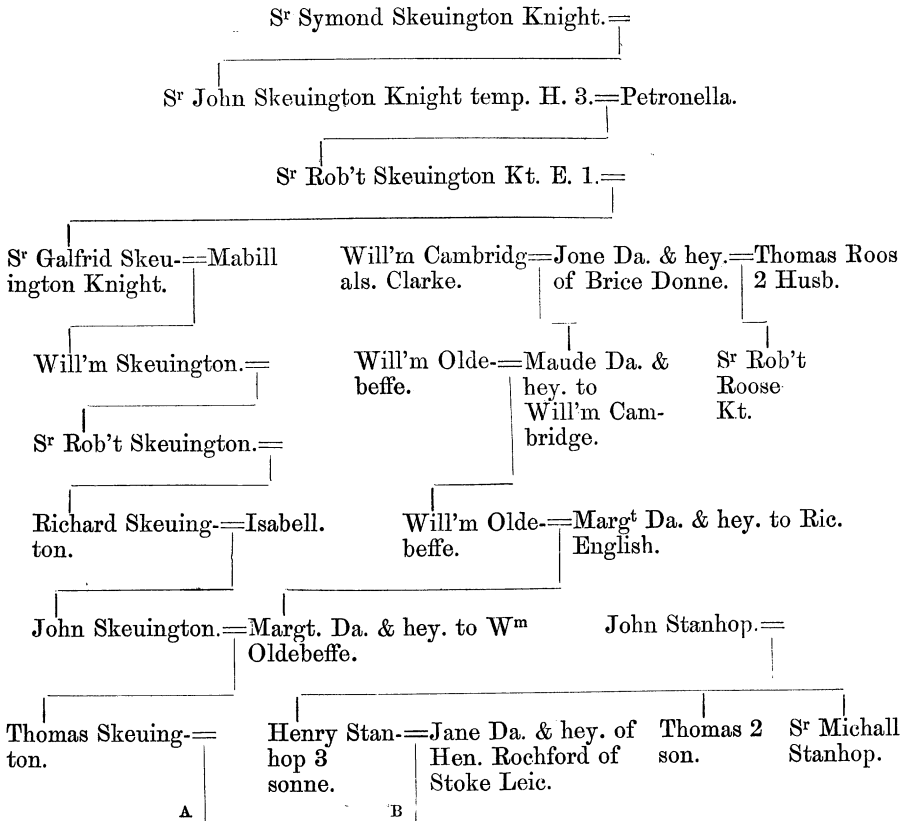 Sʳ Symond Skeuington Knight.=
Sʳ John Skeuington Knight temp. H. 3.=Petronella.
Sʳ Rob't Skeuington Kt. E. 1.=
Sʳ Galfrid Skeu-=Mabill
ington Knight.
Will'm Cambridg=Jone Da. & hey.=Thomas Roos
als. Clarke.
of Brice Donne.
2 Husb.
Will'm Skeuington.=
Will'm Olde-=Maude Da. &
beffe.
hey. to
Will'm Cam-
bridge.
Sʳ Rob't
Roose
Kt.
Sʳ Rob't Skeuington.=
Richard Skeuing-=Isabell.
ton.
Will'm Olde-=Margᵗ Da. & hey. to Ric.
beffe.
English.
John Skeuington.=Margt. Da. & hey. to Wᵐ
Oldebeffe.
John Stanhop.=
Thomas Skeuing-=
ton.
A
Henry Stan-=Jane Da. & hey. of
hop 3
sonne.
Hen. Rochford of
Stoke Leic.
B
Thomas 2
son.
Sʳ Michall
Stanhop.